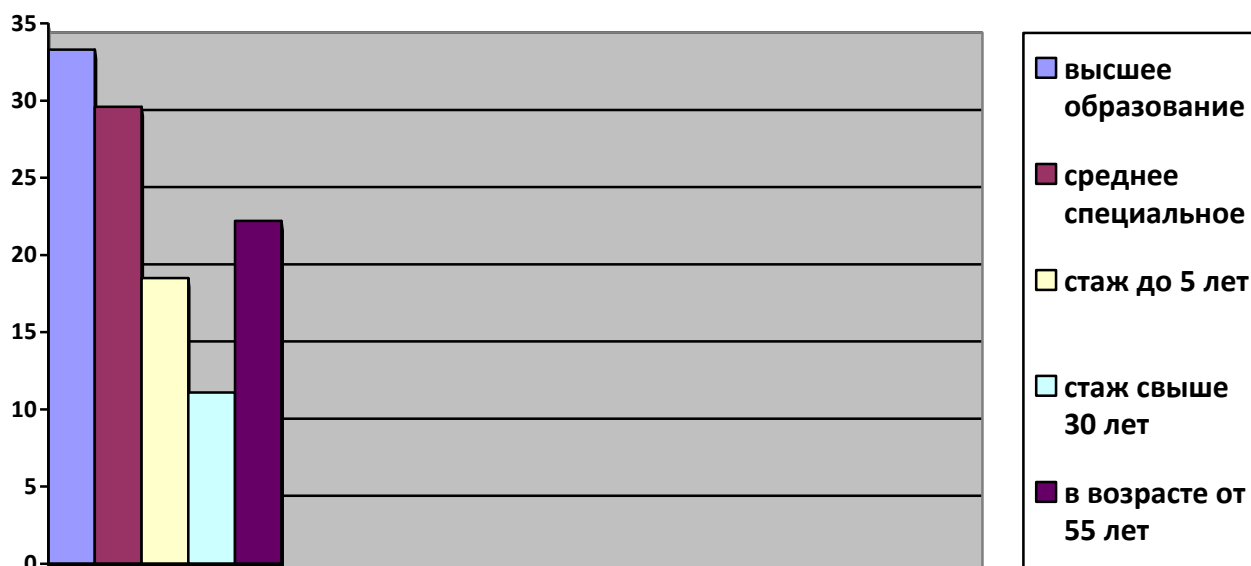 35
30
25
20
15
10
5
0
высшее
образование
среднее
специальное
стаж до 5 лет
стаж свыше
30 лет
в возрасте от
55 лет